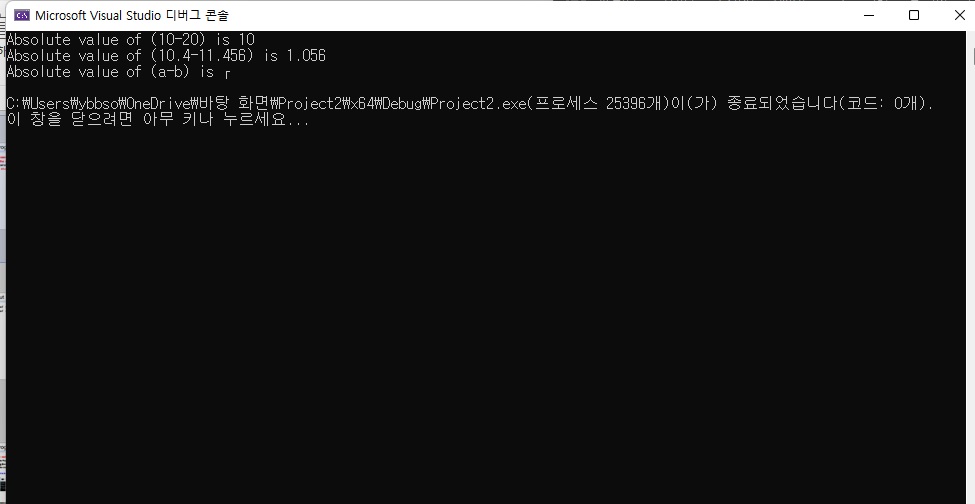 Microsoft Visual Studio 디버그 콘솔
Absolute value of (10-20) is 10
Absolute value of (10.4-11.456) is 1.056
Absolute value of (a-b) is ┌
C:₩Users₩ybbso₩OneDrive₩바탕 화면₩Project2₩x64₩Debug₩Project2.exe(프로세스 25396개)이(가) 종료되었습니다(코드: 0개).
이 창을 닫으려면 아무 키나 누르세요...